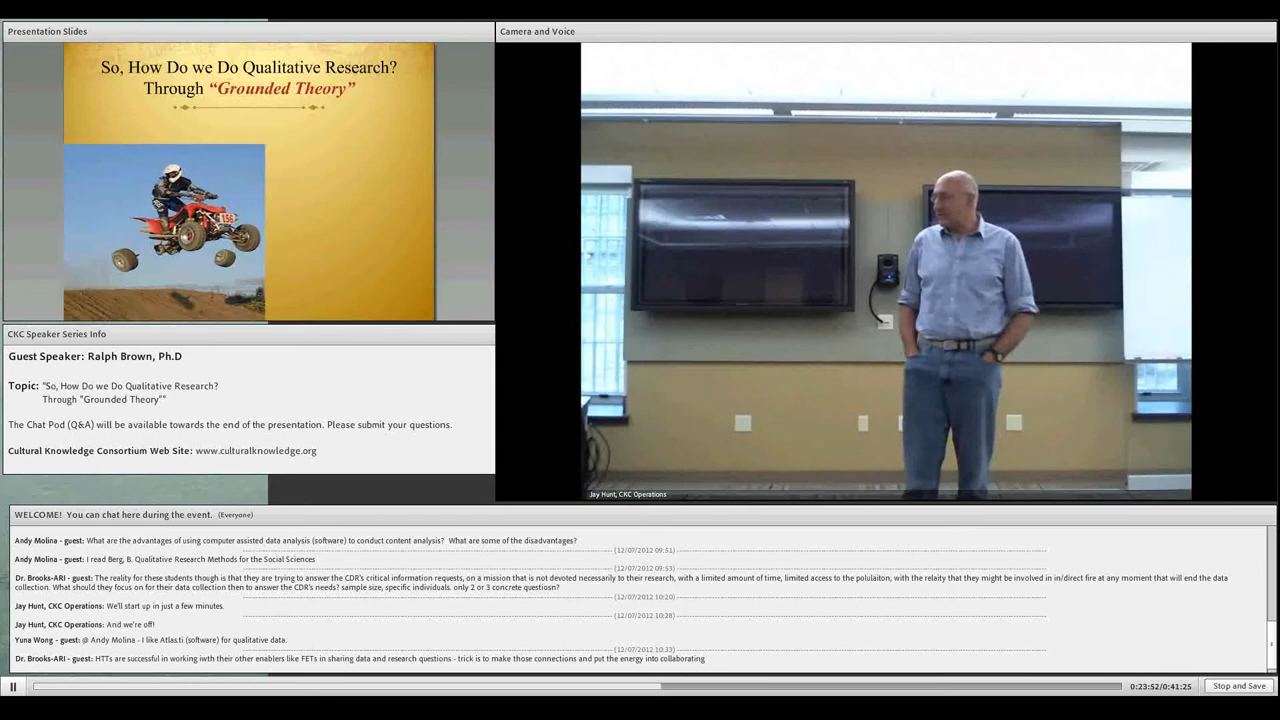 Presentation Slides
So, How Do we Do Qualitative Research?
Through “Grounded Theory”
156
Camera and Voice
Jay Hunt, CKC Operations
CKC Speaker Series Info
Guest Speaker: Ralph Brown, Ph.D
Topic: "So, How Do we Do Qualitative Research?
Through "Grounded Theory""
The Chat Pod (Q&A) will be available towards the end of the presentation. Please submit your questions.
Cultural Knowledge Consortium Web Site: www.culturalknowledge.org
WELCOME! You can chat here during the event. (Everyone)
Andy Molina - guest: What are the advantages of using computer assisted data analysis (software) to conduct content analysis? What are some of the disadvantages?
(12/07/2012 09:51)
Andy Molina - guest: I read Berg, B. Qualitative Research Methods for the Social Sciences
(12/07/2012 09:53)
Dr. Brooks-ARI - guest: The reality for these students though is that they are trying to answer the CDR's critical information requests, on a mission that is not devoted necessarily to their research, with a limited amount of time, limited access to the polulaiton, with the relaity that they might be involved in in/direct fire at any moment that will end the data
collection. What should they focus on for their data collection then to answer the CDR's needs? sample size, specific individuals. only 2 or 3 concrete questiosn?
(12/07/2012 10:20)
Jay Hunt, CKC Operations: We'll start up in just a few minutes.
(12/07/2012 10:28)
Jay Hunt, CKC Operations: And we're off!
Yuna Wong - guest: @ Andy Molina - I like Atlas.ti (software) for qualitative data.
(12/07/2012 10:33)
Dr. Brooks-ARI - guest: HTTs are successful in working iwth their other enablers like FETs in sharing data and research questions - trick is to make those connections and put the energy into collaborating
0:23:52/0:41:25
Stop and Save